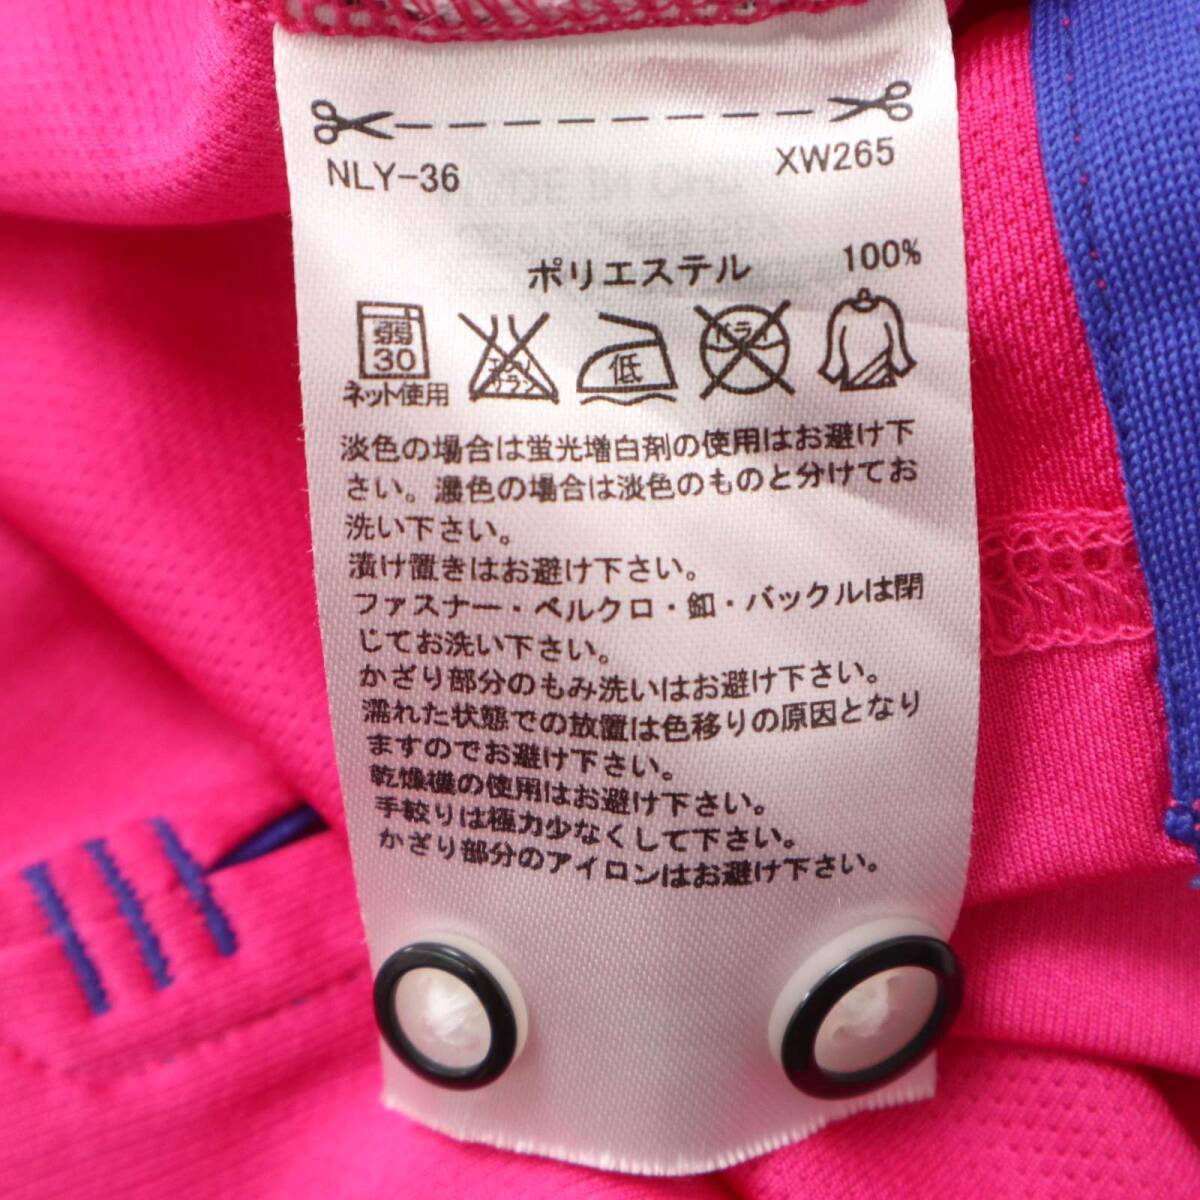 NLY-36
XW265
ポリエステル 100%
弱
30
ネット使用
エンソ
サラシ
低
ドライ
淡色の場合は蛍光増白剤の使用はお避け下
さい。濃色の場合は淡色のものと分けてお
洗い下さい。
漬け置きはお避け下さい。
ファスナー・ベルクロ・釦・バックルは閉
じてお洗い下さい。
かざり部分のもみ洗いはお避け下さい。
濡れた状態での放置は色移りの原因となり
ますのでお避け下さい。
乾燥機の使用はお避け下さい。
手絞りは極力少なくして下さい。
かざり部分のアイロンはお避け下さい。